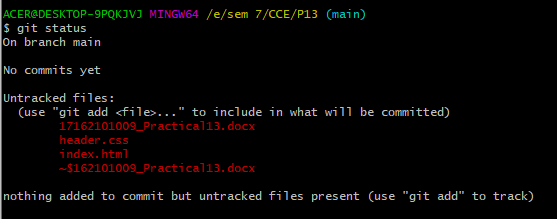 ACER@DESKTOP-9PQKJVJ MINGW64 /e/sem 7/CCE/P13 (main)
$ git status
On branch main
No commits yet
Untracked files:
(use "git add <file>..." to include in what will be committed)
17162101009_Practical13.docx
header.css
index.html
~$162101009_Practical13.docx
nothing added to commit but untracked files present (use "git add" to track)